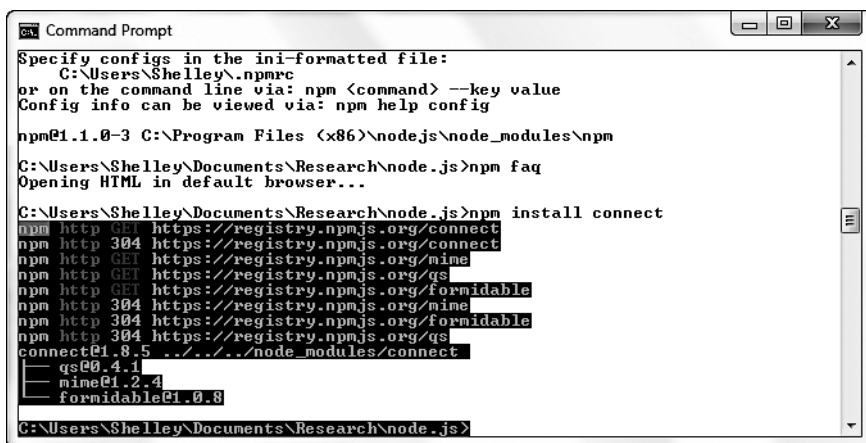 Command Prompt
Specify configs in the ini-formatted file:
C:\Users\Shelley\.npmrc
or on the command line via: npm <command> --key value
Config info can be viewed via: npm help config
npm@1.1.0-3 C:\Program Files (x86)\nodejs\node_modules\npm
C:\Users\Shelley\Documents\Research\node.js>npm faq
Opening HTML in default browser...
C:\Users\Shelley\Documents\Research\node.js>npm install connect
npm http GET https://registry.npmjs.org/connect
npm http 304 https://registry.npmjs.org/connect
npm http GET https://registry.npmjs.org/mime
npm http GET https://registry.npmjs.org/qs
npm http GET https://registry.npmjs.org/formidable
npm http 304 https://registry.npmjs.org/mime
npm http 304 https://registry.npmjs.org/formidable
npm http 304 https://registry.npmjs.org/qs
connect@1.8.5 ../../../node_modules/connect
├── qs@0.4.1
├── mime@1.2.4
└── formidable@1.0.8
C:\Users\Shelley\Documents\Research\node.js>